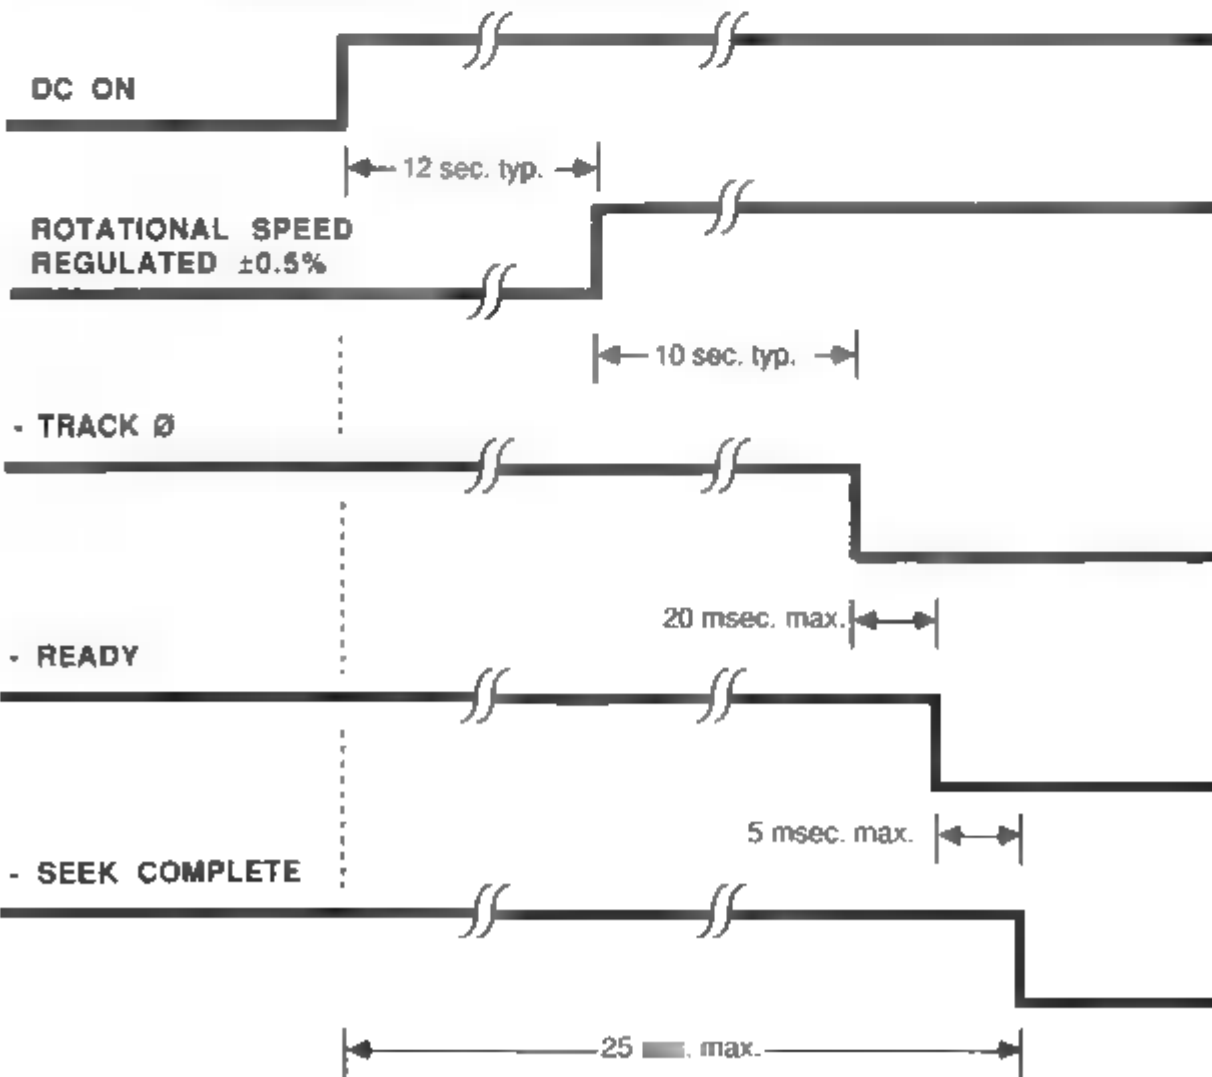 DC ON
12 sec. typ.
ROTATIONAL SPEED
REGULATED ±0.5%
10 sec. typ.
- TRACK Ø
20 msec. max.
- READY
5 msec. max.
- SEEK COMPLETE
25 . max.